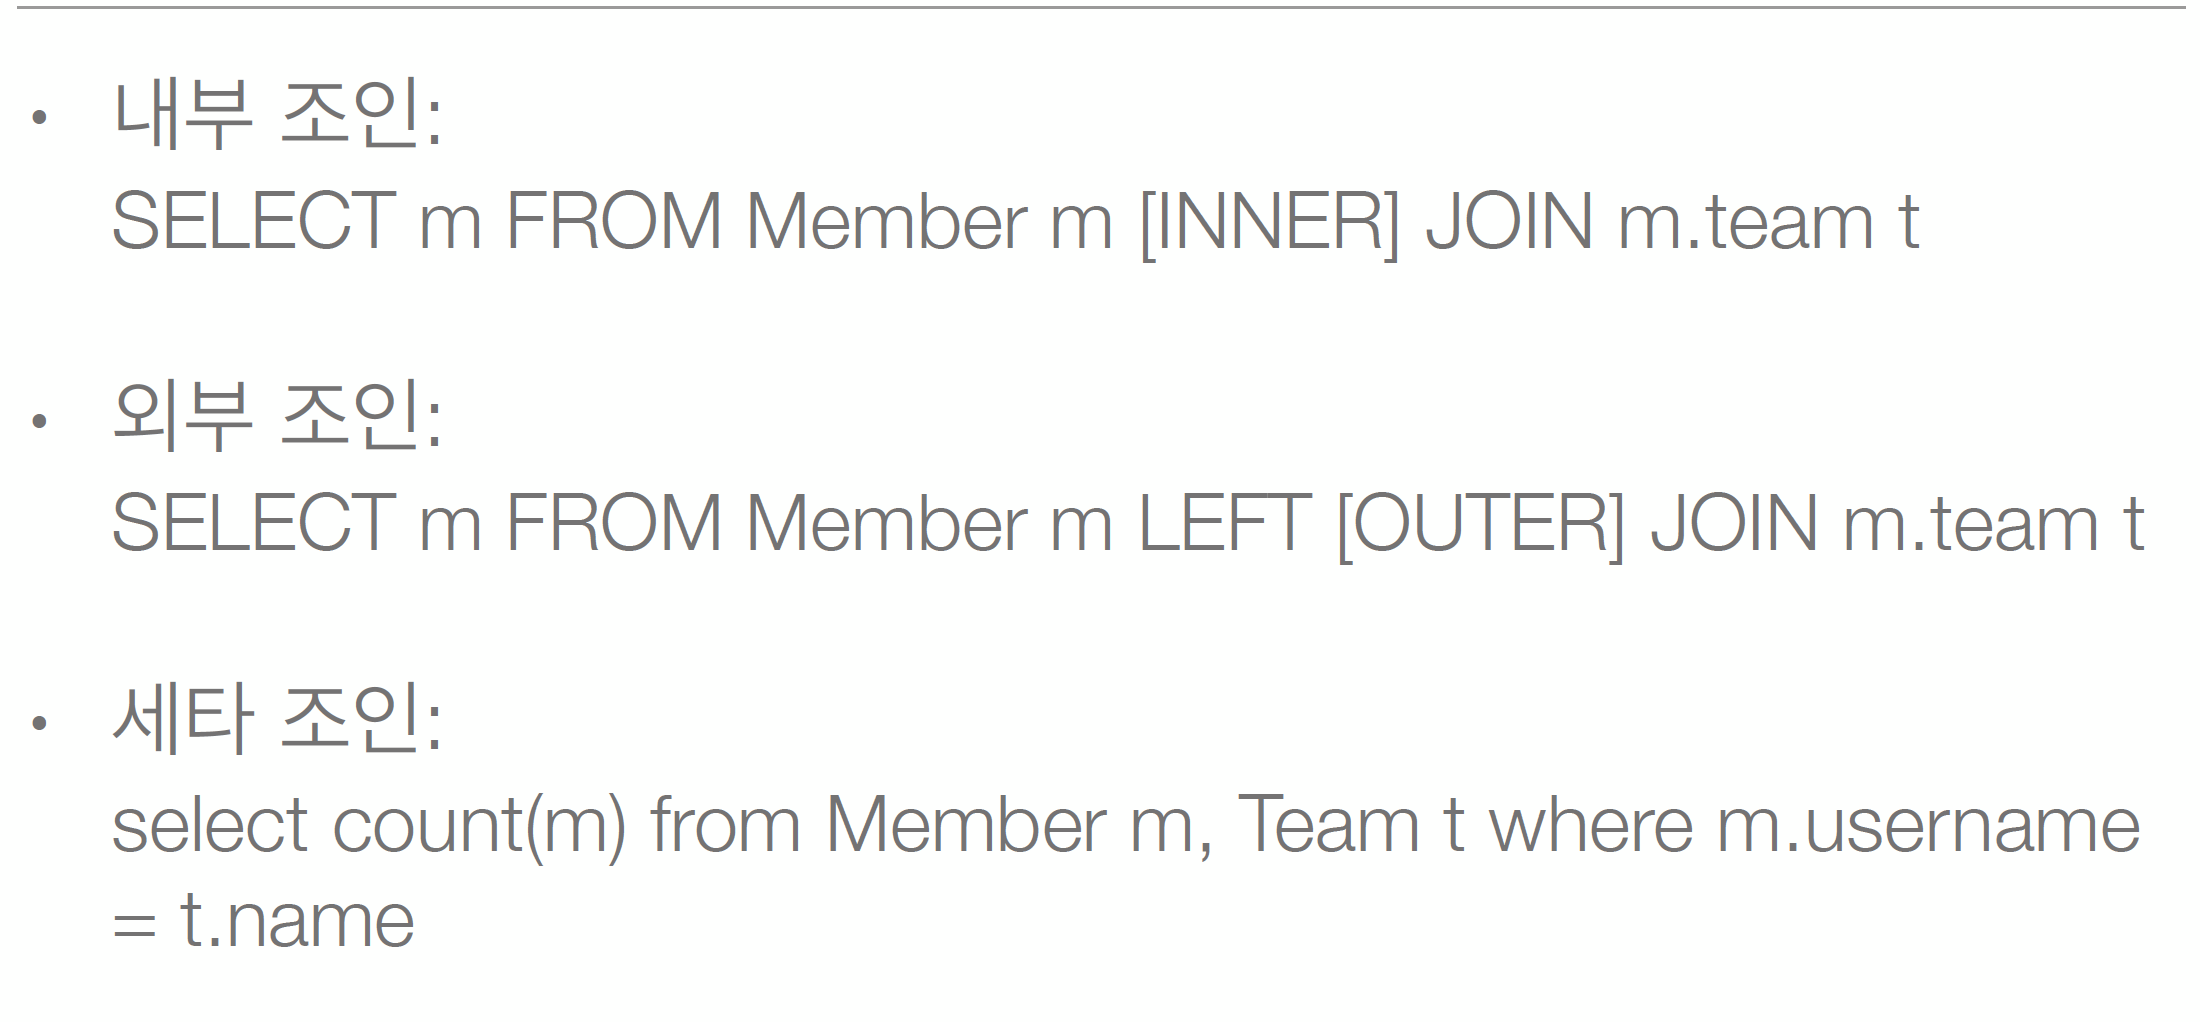 • 내부 조인:
SELECT m FROM Member m [INNER] JOIN m.team t
• 외부 조인:
SELECT m FROM Member m LEFT [OUTER] JOIN m.team t
• 세타 조인:
select count(m) from Member m, Team t where m.username
= t.name